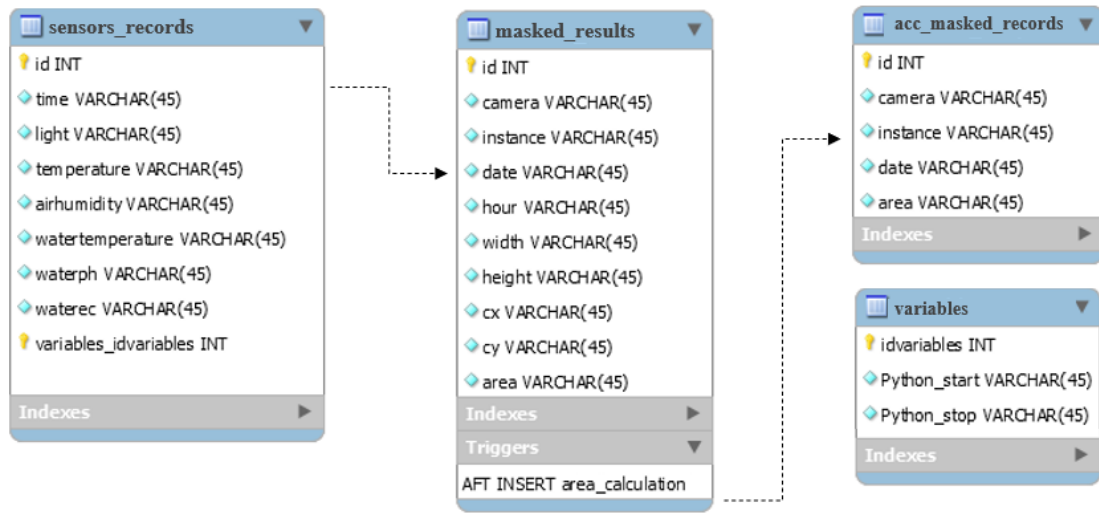 sensors_records
id INT
time VARCHAR(45)
light VARCHAR(45)
temperature VARCHAR(45)
airhumidity VARCHAR(45)
watertemperature VARCHAR(45)
waterph VARCHAR(45)
waterec VARCHAR(45)
variables_idvariables INT
Indexes
masked_results
id INT
camera VARCHAR(45)
instance VARCHAR(45)
date VARCHAR(45)
hour VARCHAR(45)
width VARCHAR(45)
height VARCHAR(45)
cx VARCHAR(45)
cy VARCHAR(45)
area VARCHAR(45)
Indexes
Triggers
AFT INSERT area_calculation
acc_masked_records
id INT
camera VARCHAR(45)
instance VARCHAR(45)
date VARCHAR(45)
area VARCHAR(45)
Indexes
variables
idvariables INT
Python_start VARCHAR(45)
Python_stop VARCHAR(45)
Indexes